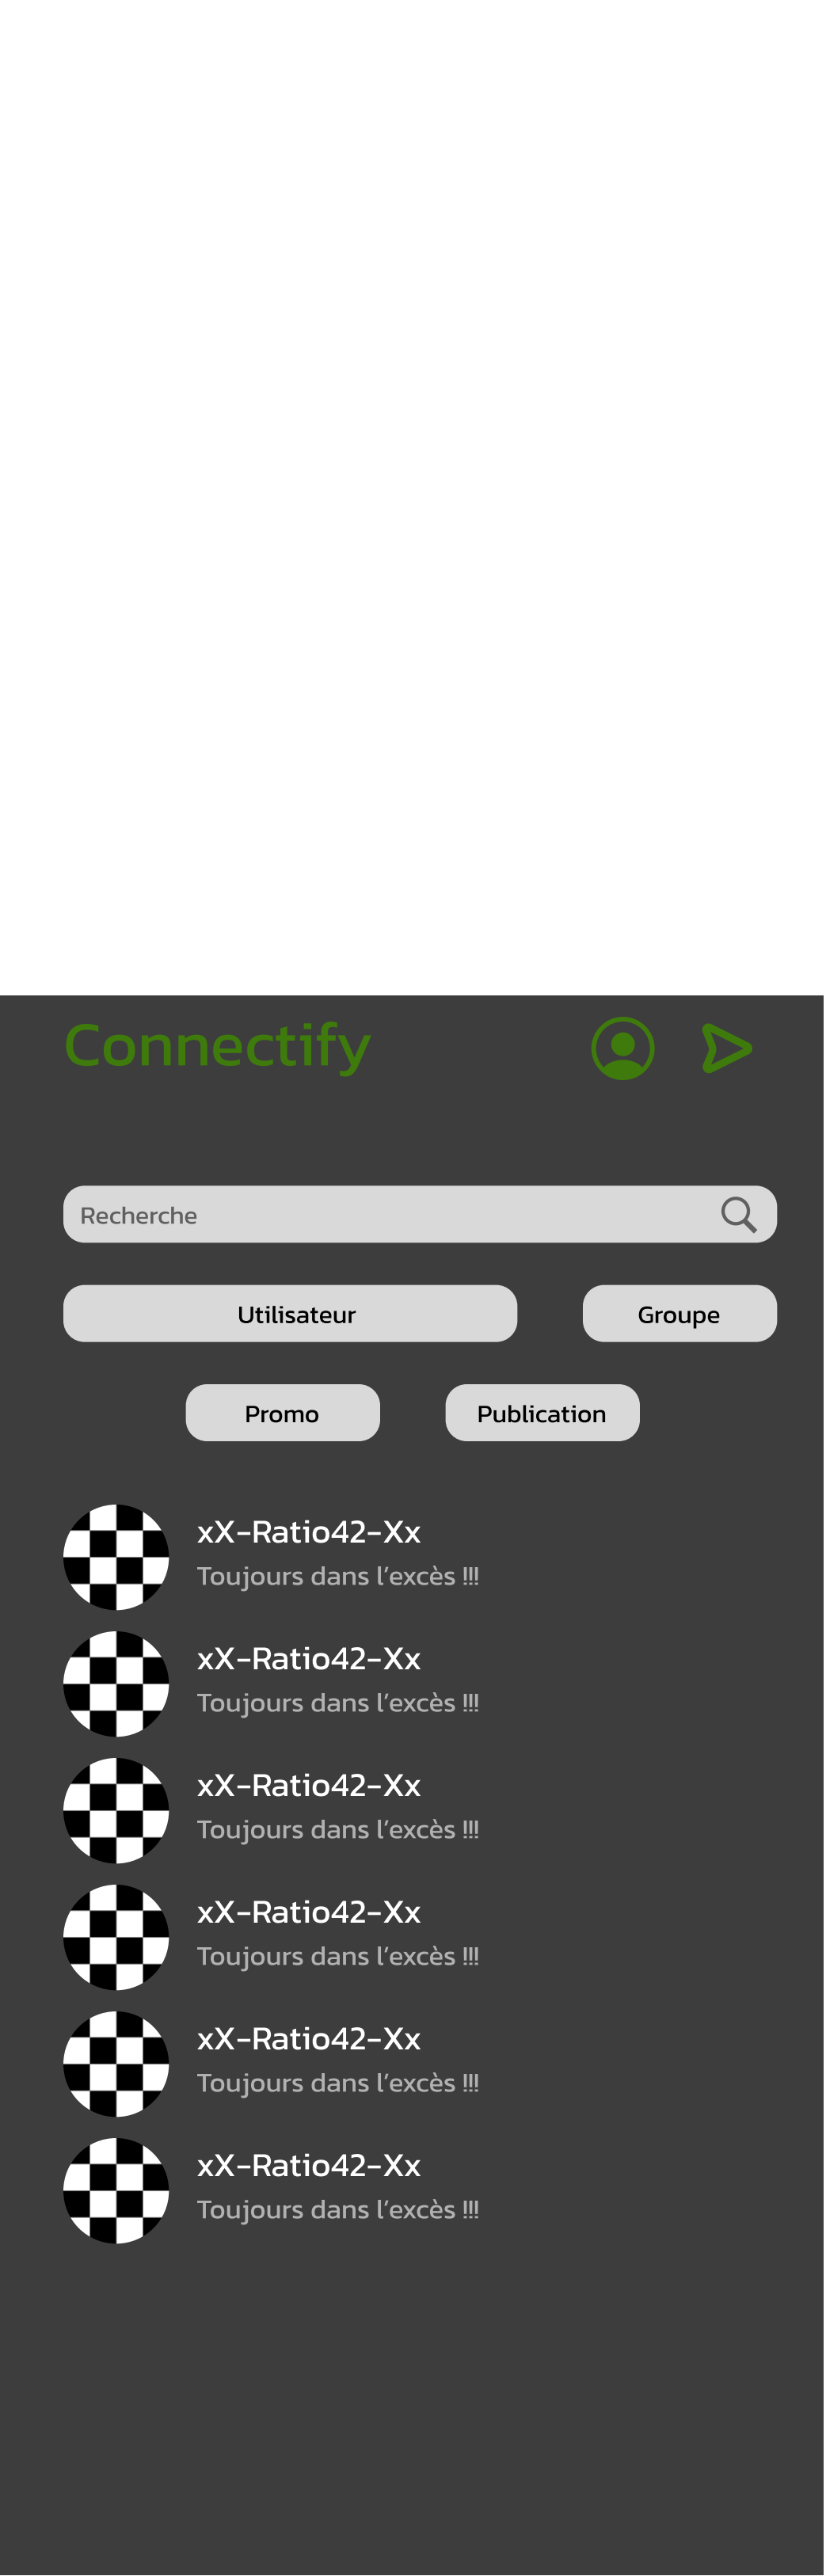 Connectify
Recherche
Utilisateur
Groupe
Promo
Publication
xX-Ratio42-Xx
Toujours dans l’excès !!!
xX-Ratio42-Xx
Toujours dans l’excès !!!
xX-Ratio42-Xx
Toujours dans l’excès !!!
xX-Ratio42-Xx
Toujours dans l’excès !!!
xX-Ratio42-Xx
Toujours dans l’excès !!!
xX-Ratio42-Xx
Toujours dans l’excès !!!